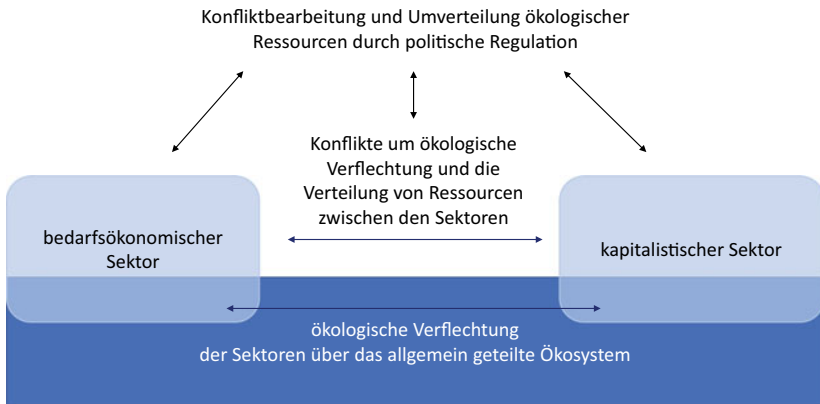 Konfliktbearbeitung und Umverteilung ökologischer
Ressourcen durch politische Regulation
Konflikte um ökologische
Verflechtung und die
Verteilung von Ressourcen
zwischen den Sektoren
bedarfsökonomischer
Sektor
kapitalistischer Sektor
ökologische Verflechtung
der Sektoren über das allgemein geteilte Ökosystem